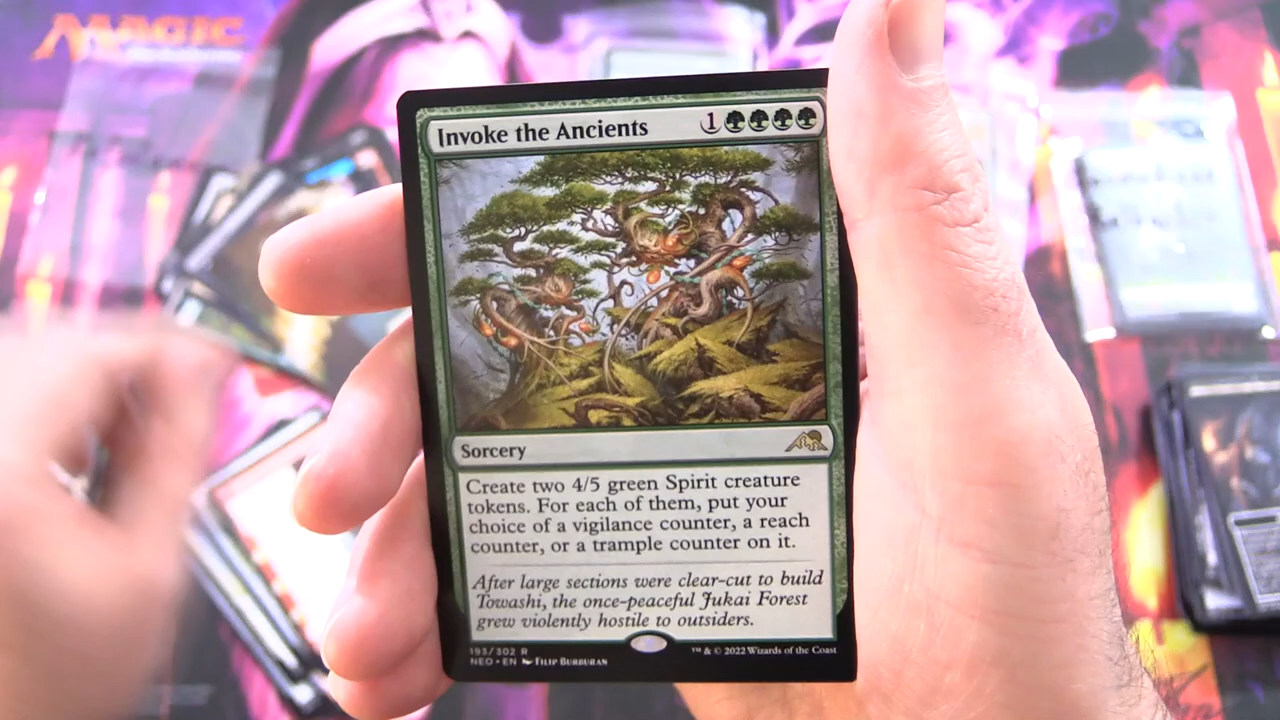 MAGIC
Invoke the Ancients 1
Sorcery
Create two 4/5 green Spirit creature
tokens. For each of them, put your
choice of a vigilance counter, a reach
counter, or a trample counter on it.
After large sections were clear-cut to build
Towashi, the once-peaceful Jukai Forest
grew violently hostile to outsiders.
193/302 R
NEO • EN Filip Burburan
™ & © 2022 Wizards of the Coast